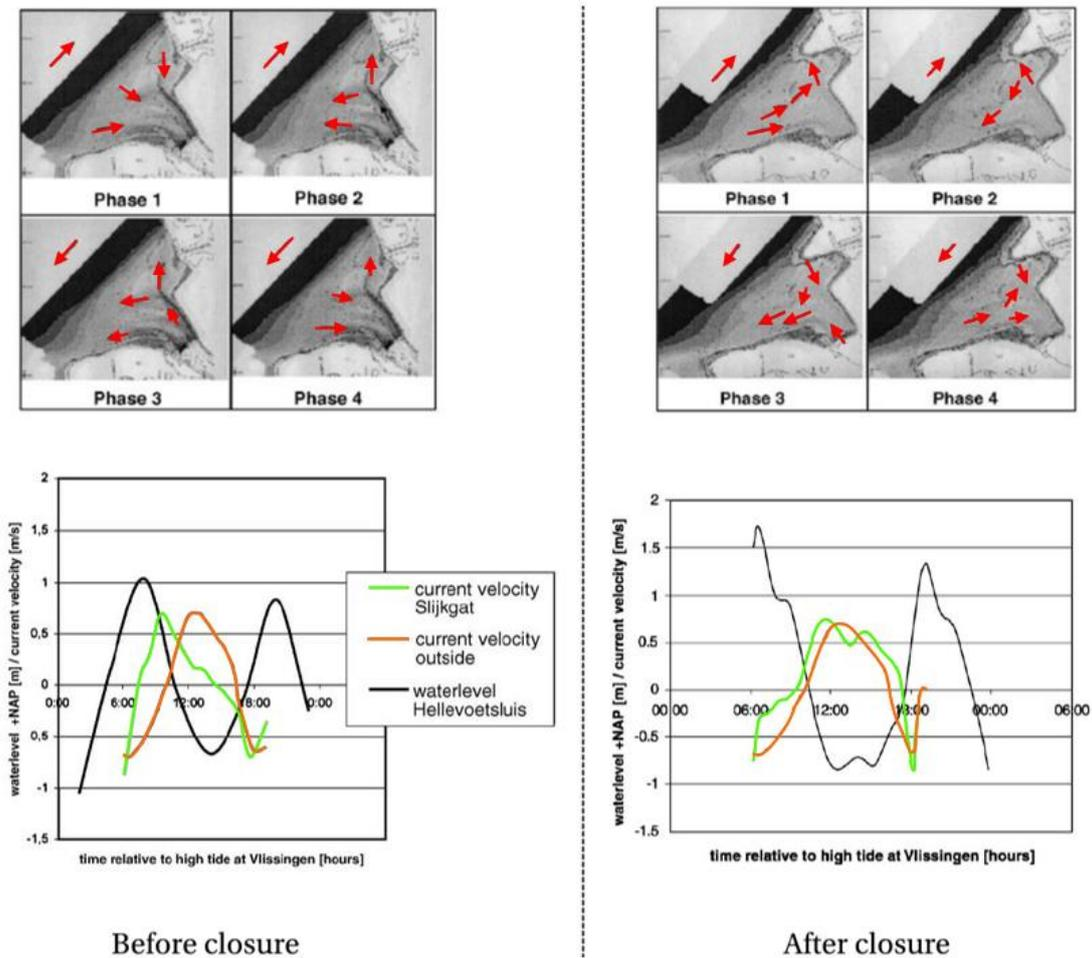 Phase 1
Phase 2
Phase 1
Phase 2
Phase 3
Phase 4
Phase 3
Phase 4
waterlevel +NAP [m] / current velocity [m/s]
2
1,5
1
0,5
0
0,5
-1
-1,5
0:00
6:00
12:00
18:00
0:00
time relative to high tide at Vlissingen [hours]
current velocity
Slijkgat
current velocity
outside
waterlevel
Hellevoetsluis
waterlevel +NAP [m] / current velocity [m/s]
2
1.5
1
0.5
0
-0.5
-1
-1.5
00:00
06:00
12:00
18:00
00:00
06:00
time relative to high tide at Vlissingen [hours]
Before closure
After closure